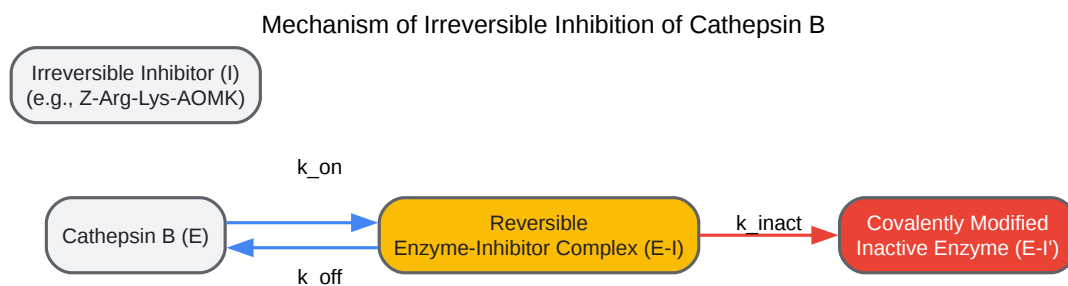 Mechanism of Irreversible Inhibition of Cathepsin B
Irreversible Inhibitor (I)
(e.g., Z-Arg-Lys-AOMK)
k_on
Cathepsin B (E)
Reversible
Enzyme-Inhibitor Complex (E-I)
k_inact
Covalently Modified
Inactive Enzyme (E-I')
k_off